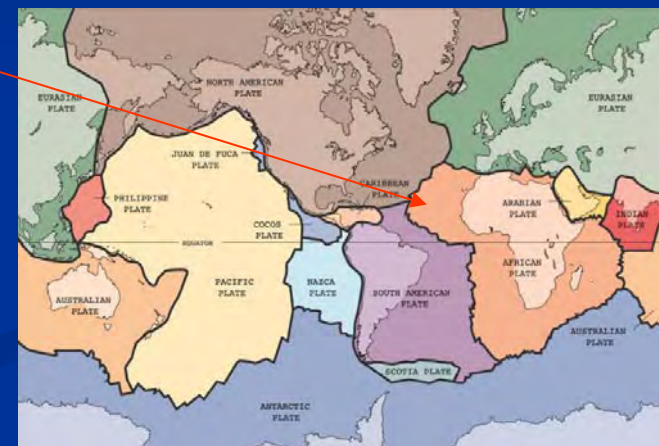 NORTH AMERICAN
PLATE
EURASIAN
PLATE
EURASIAN
PLATE
JUAN DE FUCA
PLATE
CARIBBEAN
PLATE
PHILIPPINE
PLATE
ARABIAN
PLATE
INDIAN
PLATE
COCOS
PLATE
EQUATOR
AFRICAN
PLATE
PACIFIC
PLATE
NAZCA
PLATE
SOUTH AMERICAN
PLATE
AUSTRALIAN
PLATE
AUSTRALIAN
PLATE
SCOTIA PLATE
ANTARCTIC
PLATE